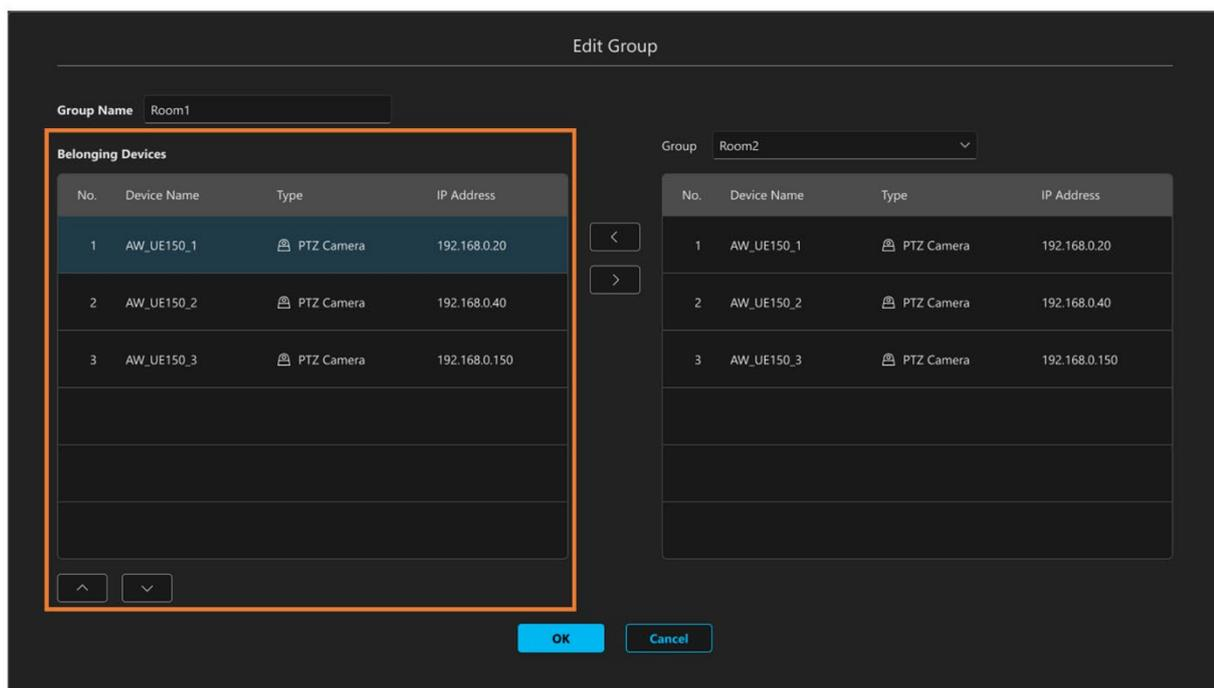 Edit Group
Group Name Room1
Belonging Devices
No. Device Name Type IP Address
1 AW_UE150_1 PTZ Camera 192.168.0.20
2 AW_UE150_2 PTZ Camera 192.168.0.40
3 AW_UE150_3 PTZ Camera 192.168.0.150
Group Room2
No. Device Name Type IP Address
1 AW_UE150_1 PTZ Camera 192.168.0.20
2 AW_UE150_2 PTZ Camera 192.168.0.40
3 AW_UE150_3 PTZ Camera 192.168.0.150
OK Cancel